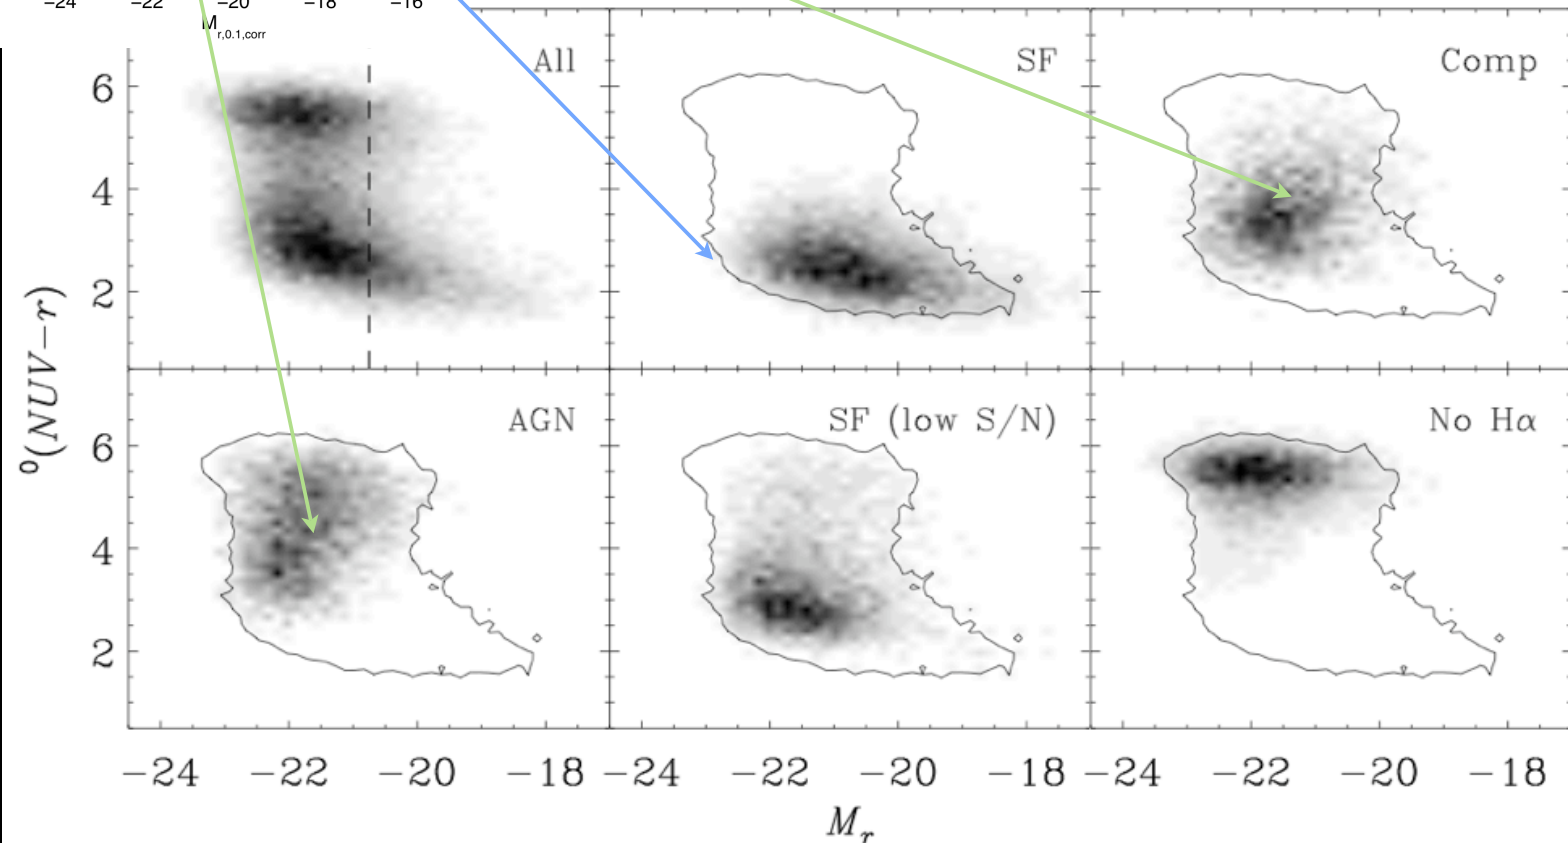 −24 −22 −20 −18 −16
M r,0.1,corr
All SF Comp
6
4
2
AGN SF (low S/N) No Hα
6
4
2
⁰(NUV−r)
−24 −22 −20 −18 −24 −22 −20 −18 −24 −22 −20 −18
M_r